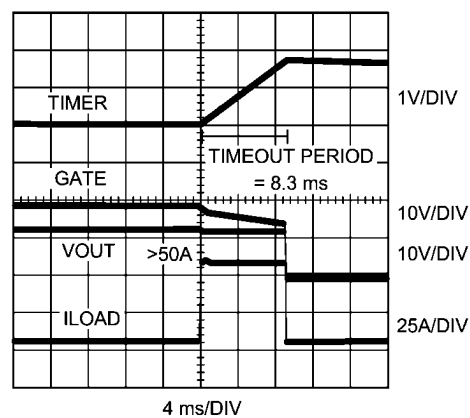 TIMER
1V/DIV
TIMEOUT PERIOD
= 8.3 ms
GATE
10V/DIV
VOUT
>50A
10V/DIV
ILOAD
25A/DIV
4 ms/DIV